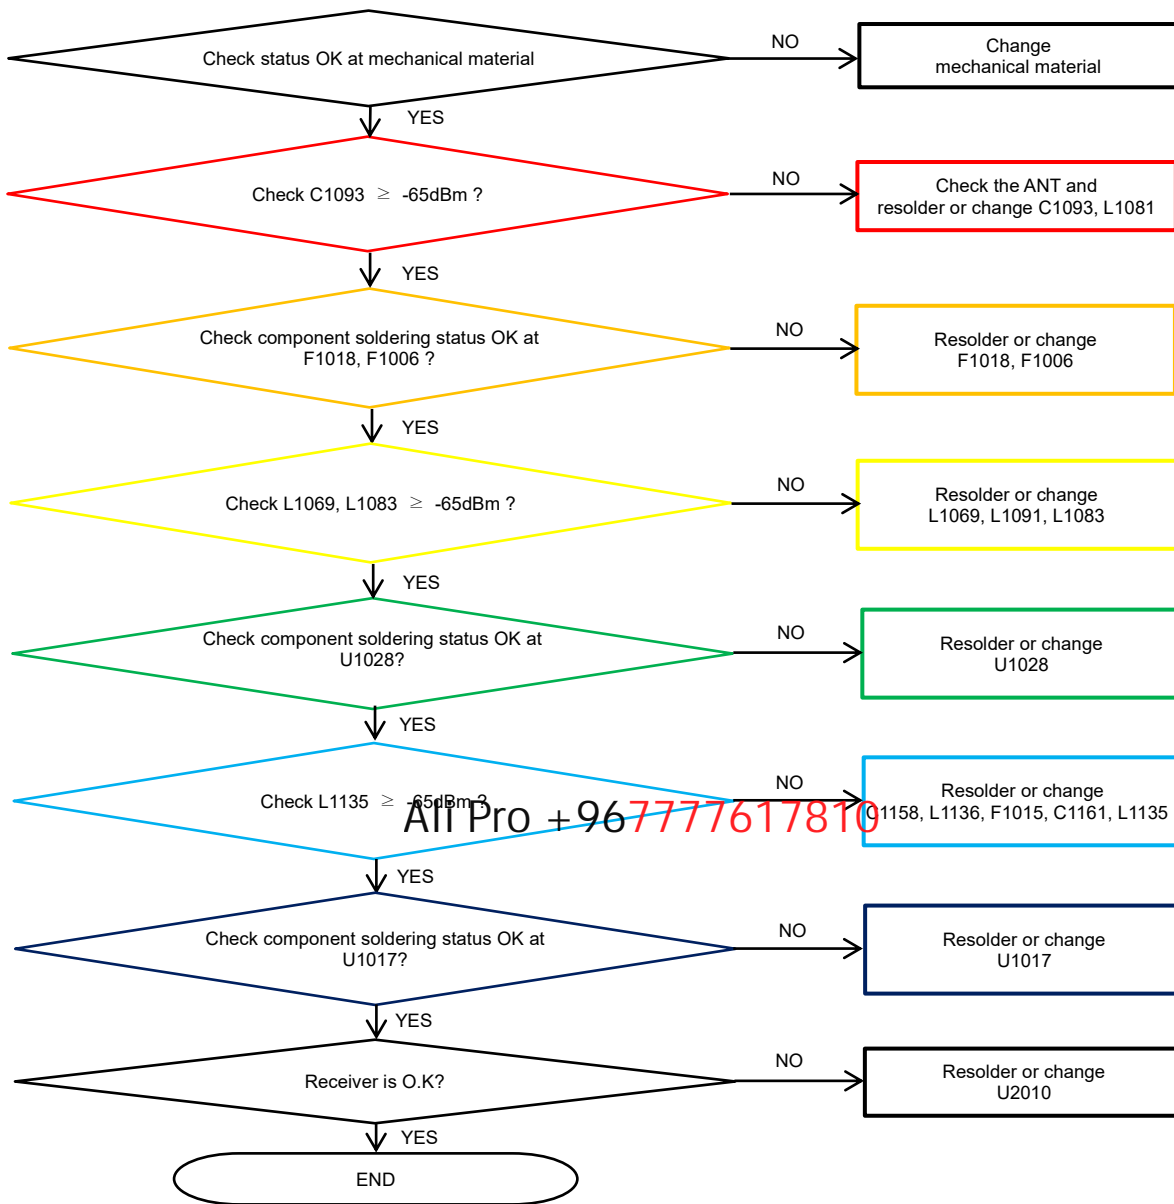 Check status OK at mechanical material
NO
Change
mechanical material
YES
Check C1093 ≥ -65dBm ?
NO
Check the ANT and
resolder or change C1093, L1081
YES
Check component soldering status OK at
F1018, F1006 ?
NO
Resolder or change
F1018, F1006
YES
Check L1069, L1083 ≥ -65dBm ?
NO
Resolder or change
L1069, L1091, L1083
YES
Check component soldering status OK at
U1028?
NO
Resolder or change
U1028
YES
Check L1135 ≥ -65dBm ?
NO
Resolder or change
C1158, L1136, F1015, C1161, L1135
Ali Pro +967777617810
YES
Check component soldering status OK at
U1017?
NO
Resolder or change
U1017
YES
Receiver is O.K?
NO
Resolder or change
U2010
YES
END